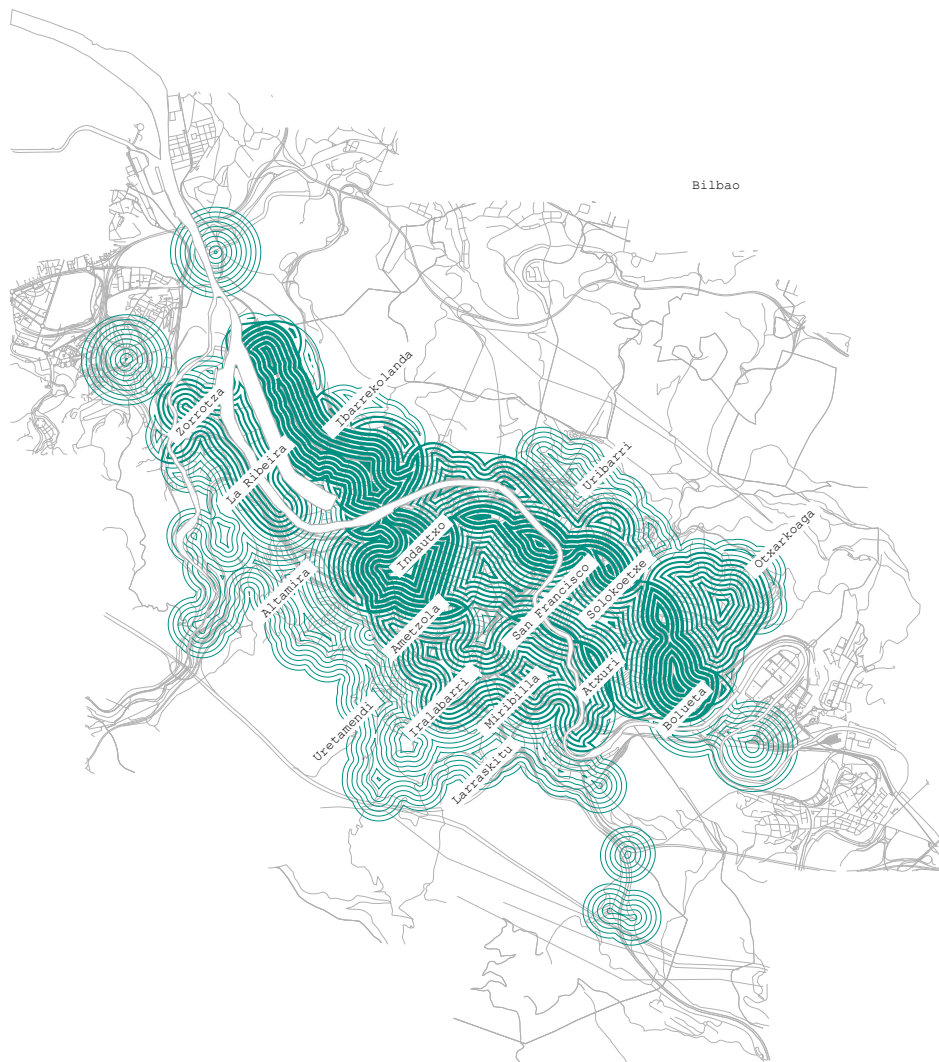 Bilbao
Ibarrekolanda
Zorrotza
La Ribeira
Uribarri
Otxarkoaga
Indautxo
Altamira
San Francisco
Solokoetxe
Ametzola
Atxuri
Iralabarri
Miribilla
Bolueta
Uretamendi
Larraskitu